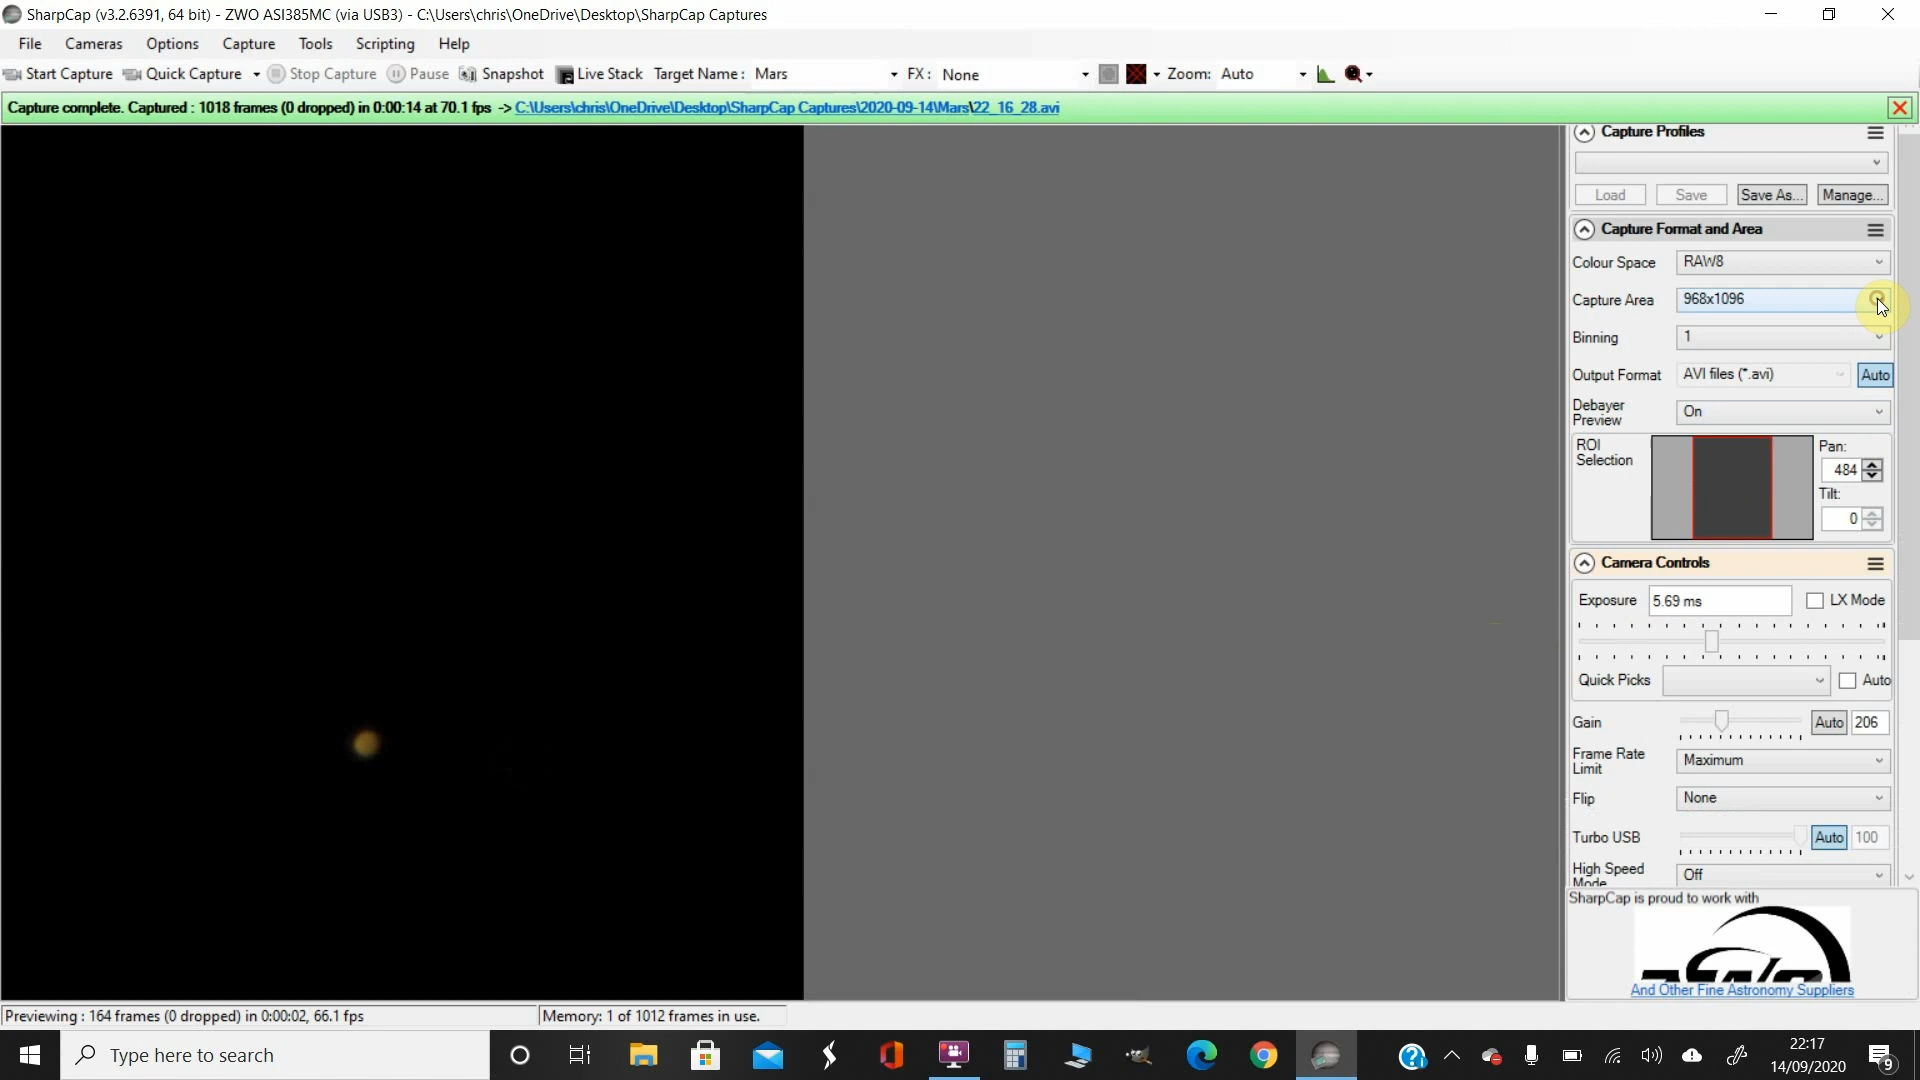 SharpCap (v3.2.6391, 64 bit) - ZWO ASI385MC (via USB3) - C:\Users\chris\OneDrive\Desktop\SharpCap Captures
File Cameras Options Capture Tools Scripting Help
Start Capture Quick Capture Stop Capture Pause Snapshot Live Stack Target Name: Mars FX: None Zoom: Auto
Capture complete. Captured : 1018 frames (0 dropped) in 0:00:14 at 70.1 fps -> C:\Users\chris\OneDrive\Desktop\SharpCap Captures\2020-09-14\Mars\22_16_28.avi
Capture Profiles
Load Save Save As... Manage...
Capture Format and Area
Colour Space RAW8
Capture Area 968x1096
Binning 1
Output Format AVI files (*.avi) Auto
Debayer Preview On
ROI Selection
Pan:
484
Tilt:
0
Camera Controls
Exposure 5.69 ms LX Mode
Quick Picks Auto
Gain Auto 206
Frame Rate Limit Maximum
Flip None
Turbo USB Auto 100
High Speed Mode Off
SharpCap is proud to work with
And Other Fine Astronomy Suppliers
Previewing : 164 frames (0 dropped) in 0:00:02, 66.1 fps Memory: 1 of 1012 frames in use.
Type here to search
22:17
14/09/2020
9